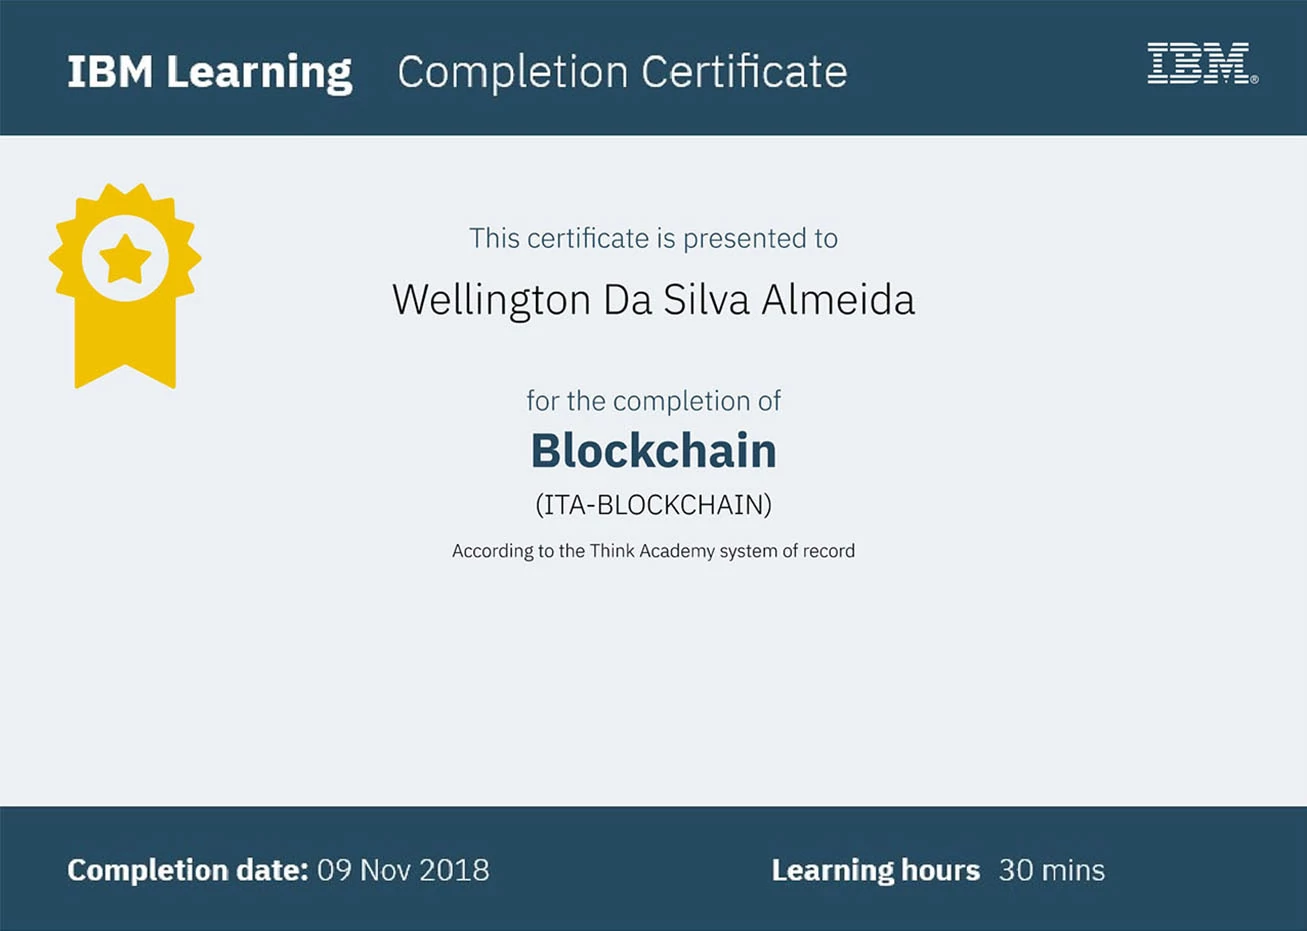 IBM Learning Completion Certificate IBM®
This certificate is presented to
Wellington Da Silva Almeida
for the completion of
Blockchain
(ITA-BLOCKCHAIN)
According to the Think Academy system of record
Completion date: 09 Nov 2018 Learning hours 30 mins